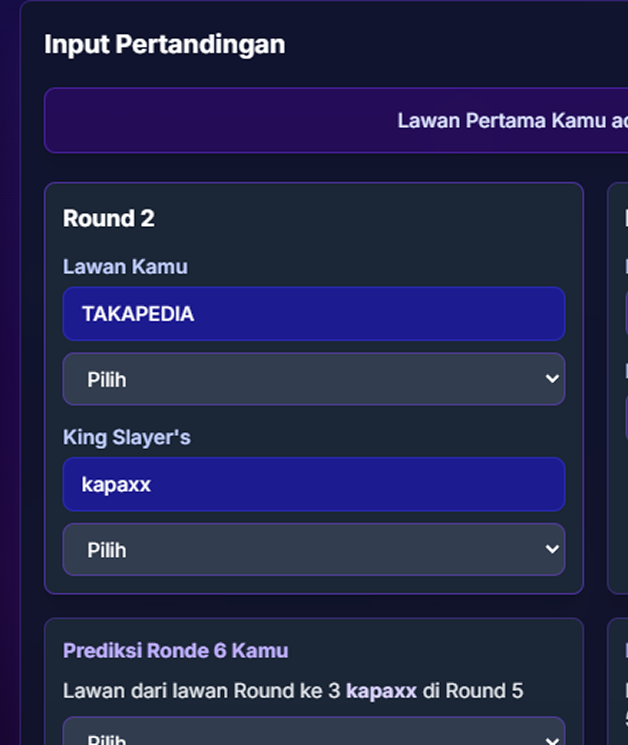 Input Pertandingan
Lawan Pertama Kamu
Round 2
Lawan Kamu
TAKAPEDIA
Pilih
King Slayer's
kapaxx
Pilih
Prediksi Ronde 6 Kamu
Lawan dari lawan Round ke 3 kapaxx di Round 5
Pilih